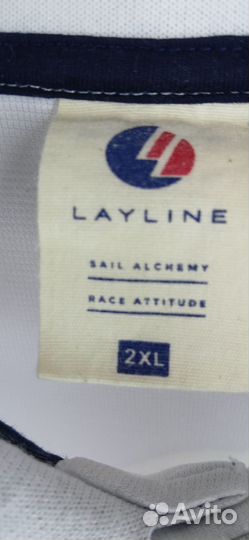 LAYLINE
SAIL ALCHEMY
RACE ATTITUDE
2XL
Avito